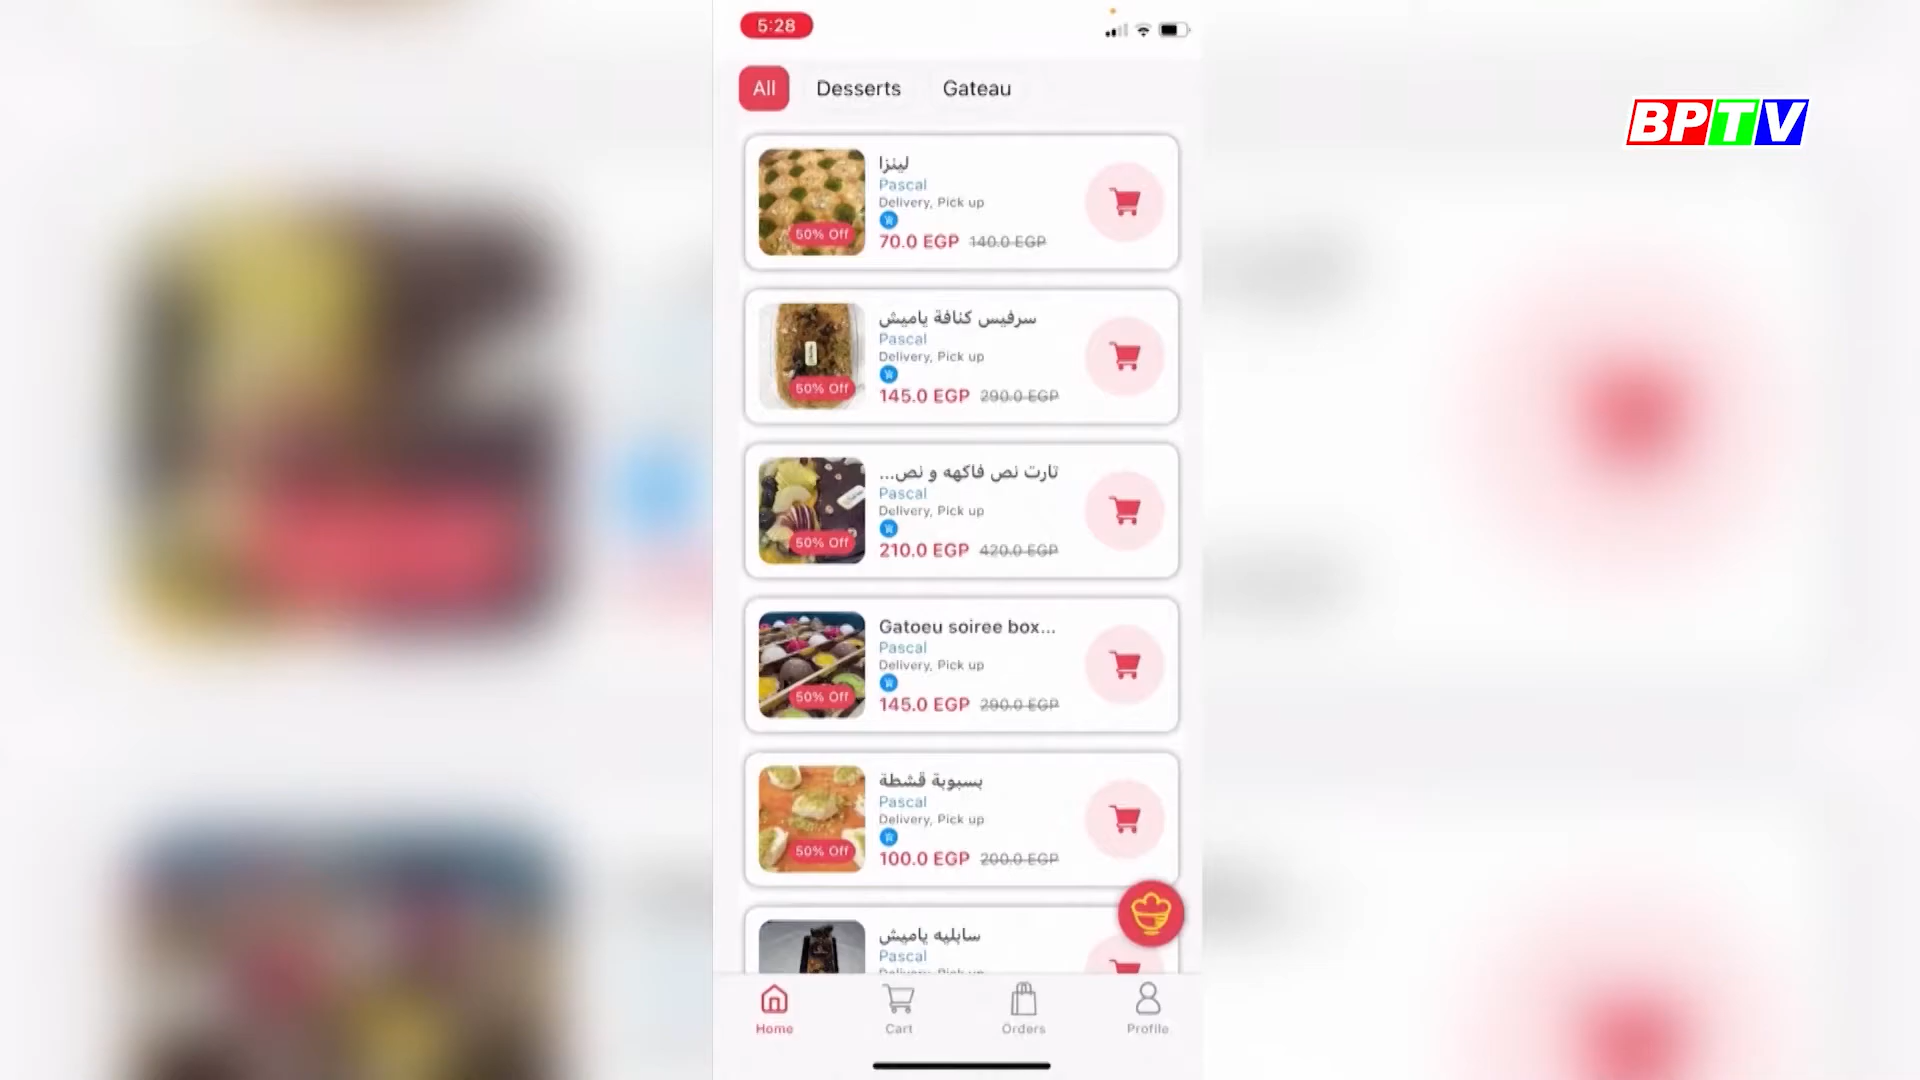 5:28
BPTV
All
Desserts
Gateau
لينزا
Pascal
Delivery, Pick up
50% Off
70.0 EGP 140.0 EGP
سرفيس كنافة ياميش
Pascal
Delivery, Pick up
50% Off
145.0 EGP 290.0 EGP
تارت نص فاكهه و نص...
Pascal
Delivery, Pick up
50% Off
210.0 EGP 420.0 EGP
Gatoeu soiree box...
Pascal
Delivery, Pick up
50% Off
145.0 EGP 290.0 EGP
بسبوبة قشطة
Pascal
Delivery, Pick up
50% Off
100.0 EGP 200.0 EGP
سابليه ياميش
Pascal
Delivery, Pick up
Home
Cart
Orders
Profile